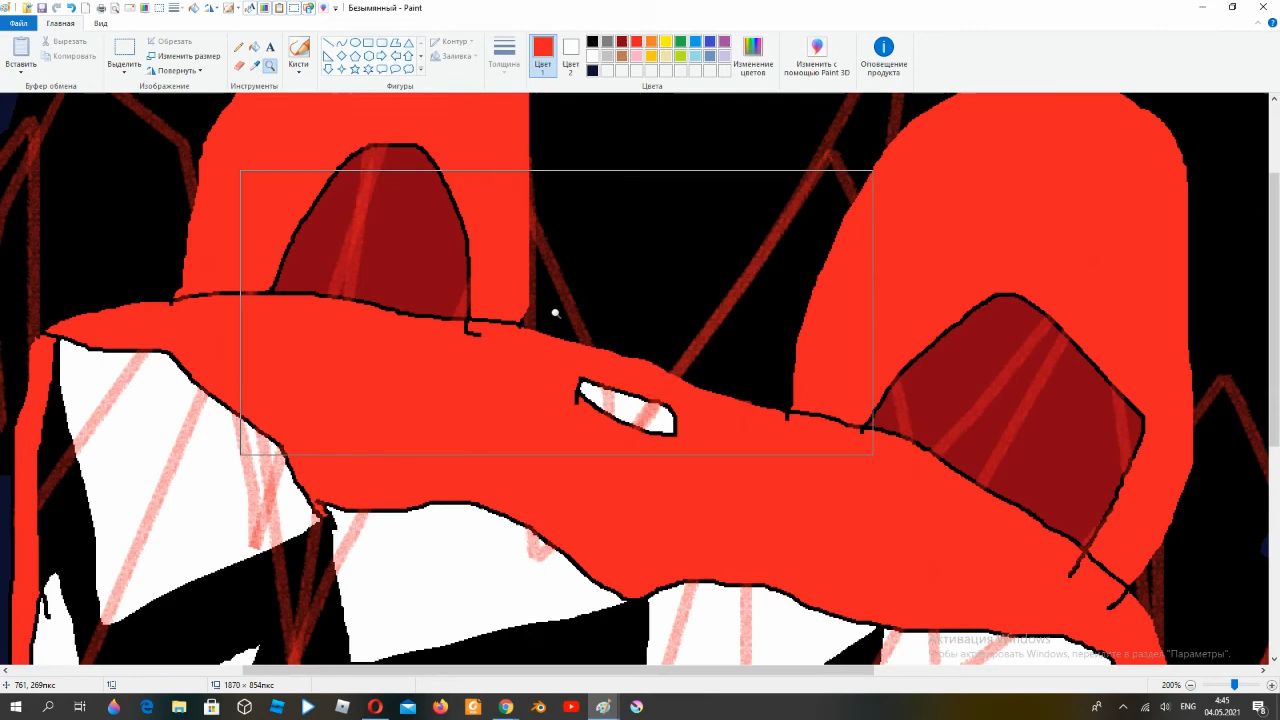 Безымянный - Paint
Файл Главная Вид
Вставить
Вырезать
Копировать
Буфер обмена
Выделить
Обрезать
Изменить размер
Повернуть
Изображение
Инструменты
Кисти
Фигуры
Контур
Заливка
Толщина
Цвет 1
Цвет 2
Изменение цветов
Цвета
Изменить с помощью Paint 3D
Оповещение продукта
Активация Windows
Чтобы активировать Windows, перейдите в раздел "Параметры".
761, 269пкс
1870 × 854пкс
200%
4:45
04.05.2021